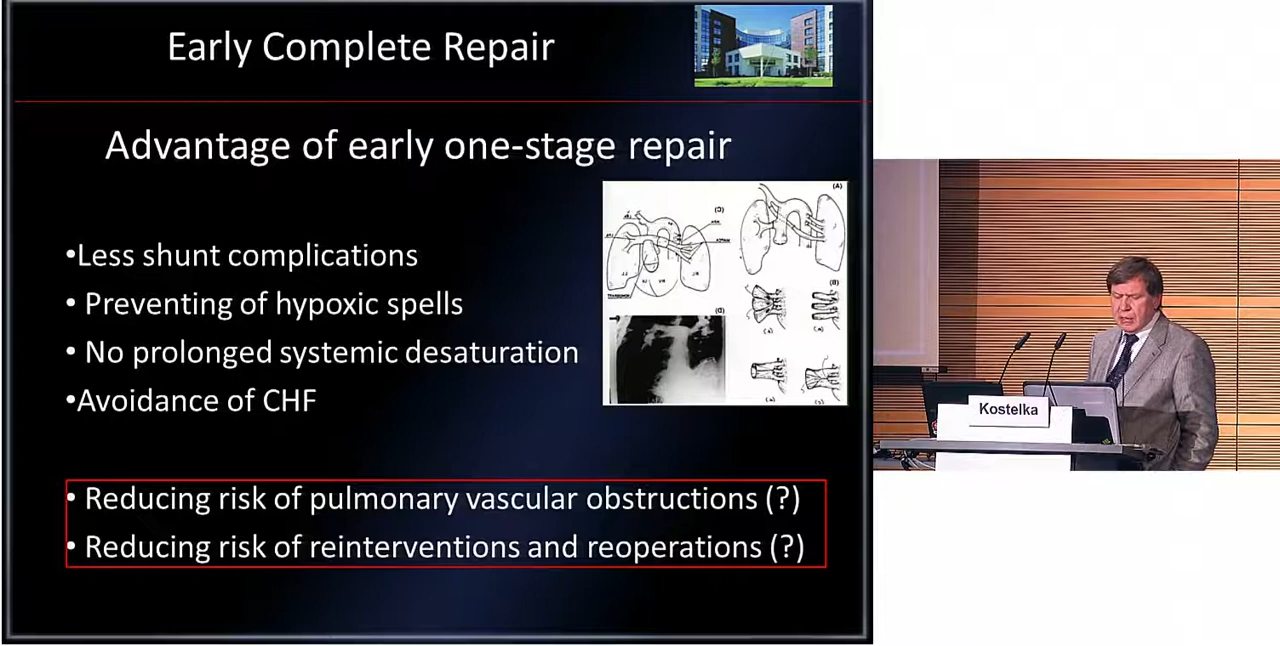 Early Complete Repair
Advantage of early one-stage repair
•Less shunt complications
• Preventing of hypoxic spells
• No prolonged systemic desaturation
•Avoidance of CHF
• Reducing risk of pulmonary vascular obstructions (?)
• Reducing risk of reinterventions and reoperations (?)
Kostelka